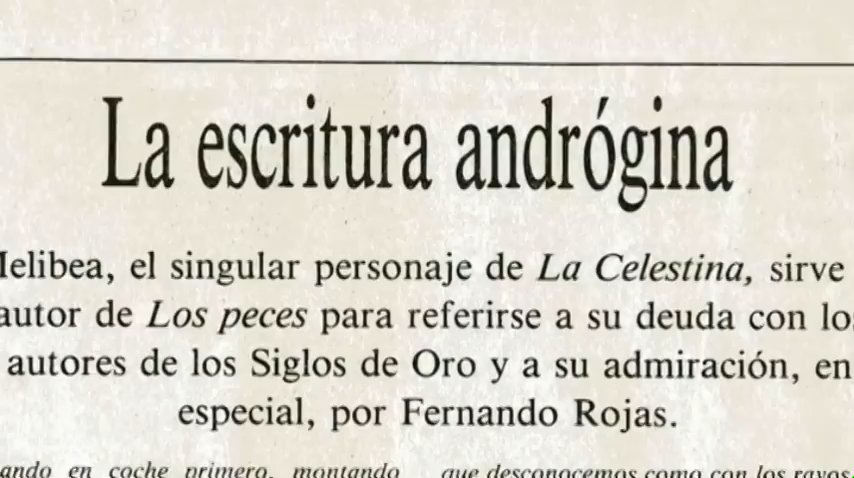 La escritura andrógina
elibea, el singular personaje de La Celestina, sirve
autor de Los peces para referirse a su deuda con lo
autores de los Siglos de Oro y a su admiración, en
especial, por Fernando Rojas.
ando en coche primero, montando que desconocemos como con los rayos